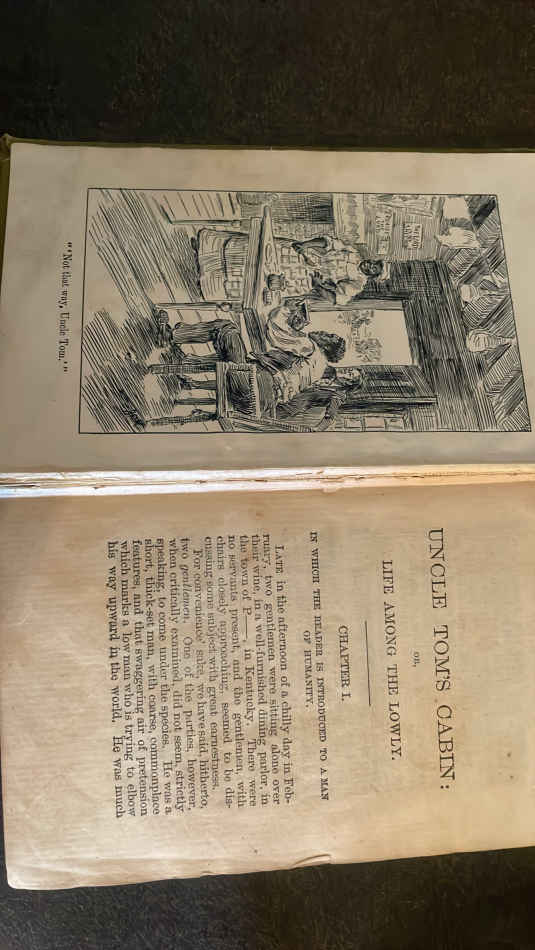 "'Not that way, Uncle Tom.'"
UNCLE TOM'S CABIN:
OR,
LIFE AMONG THE LOWLY.
CHAPTER I.
IN WHICH THE READER IS INTRODUCED TO A MAN
OF HUMANITY.
LATE in the afternoon of a chilly day in Feb-
ruary, two gentlemen were sitting alone over
their wine, in a well-furnished dining parlor, in
the town of P——, in Kentucky. There were
no servants present, and the gentlemen, with
chairs closely approaching, seemed to be dis-
cussing some subject with great earnestness.
For convenience' sake, we have said, hitherto,
two gentlemen. One of the parties, however,
when critically examined, did not seem, strictly
speaking, to come under the species. He was a
short, thick-set man, with coarse, commonplace
features, and that swaggering air of pretension
which marks a low man who is trying to elbow
his way upward in the world. He was much